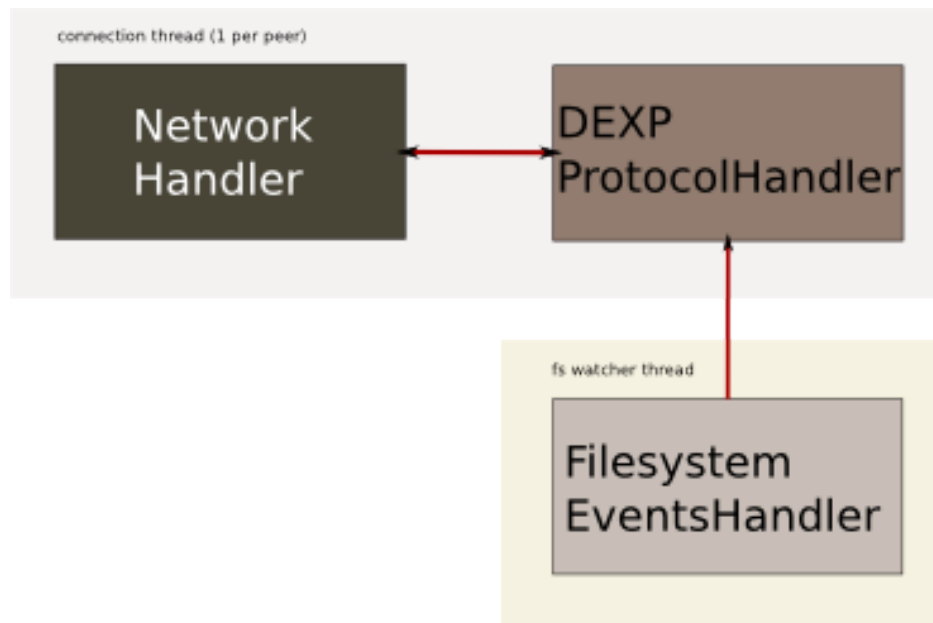 connection thread (1 per peer)
Network
Handler
DEXP
ProtocolHandler
fs watcher thread
Filesystem
EventsHandler